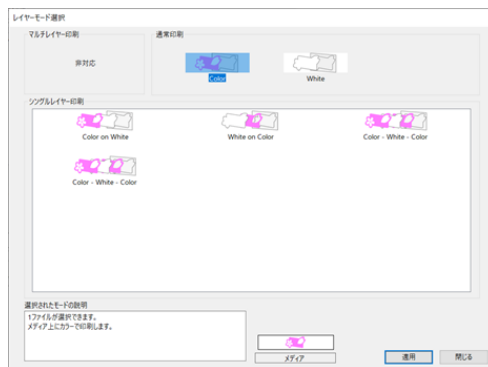 レイヤーモード選択
マルチレイヤー印刷
通常印刷
非対応
Color
White
シングルレイヤー印刷
Color on White
White on Color
Color - White - Color
Color - White - Color
選択されたモードの説明
1ファイルが選択できます。
メディア上にカラーで印刷します。
メディア
適用
閉じる